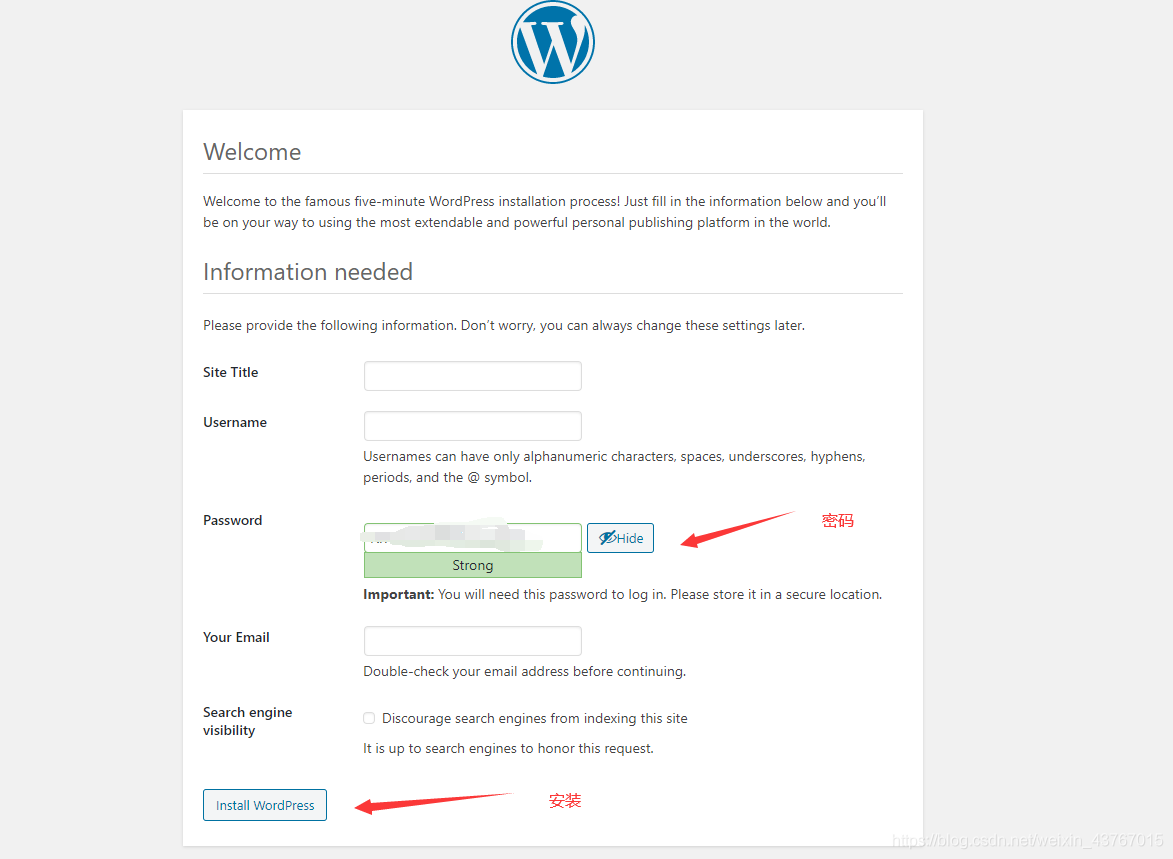 Welcome
Welcome to the famous five-minute WordPress installation process! Just fill in the information below and you’ll
be on your way to using the most extendable and powerful personal publishing platform in the world.
Information needed
Please provide the following information. Don’t worry, you can always change these settings later.
Site Title
Username
Usernames can have only alphanumeric characters, spaces, underscores, hyphens,
periods, and the @ symbol.
Password
Hide
密码
Strong
Important: You will need this password to log in. Please store it in a secure location.
Your Email
Double-check your email address before continuing.
Search engine
visibility
Discourage search engines from indexing this site
It is up to search engines to honor this request.
Install WordPress
安装
https://blog.csdn.net/weixin_43767015